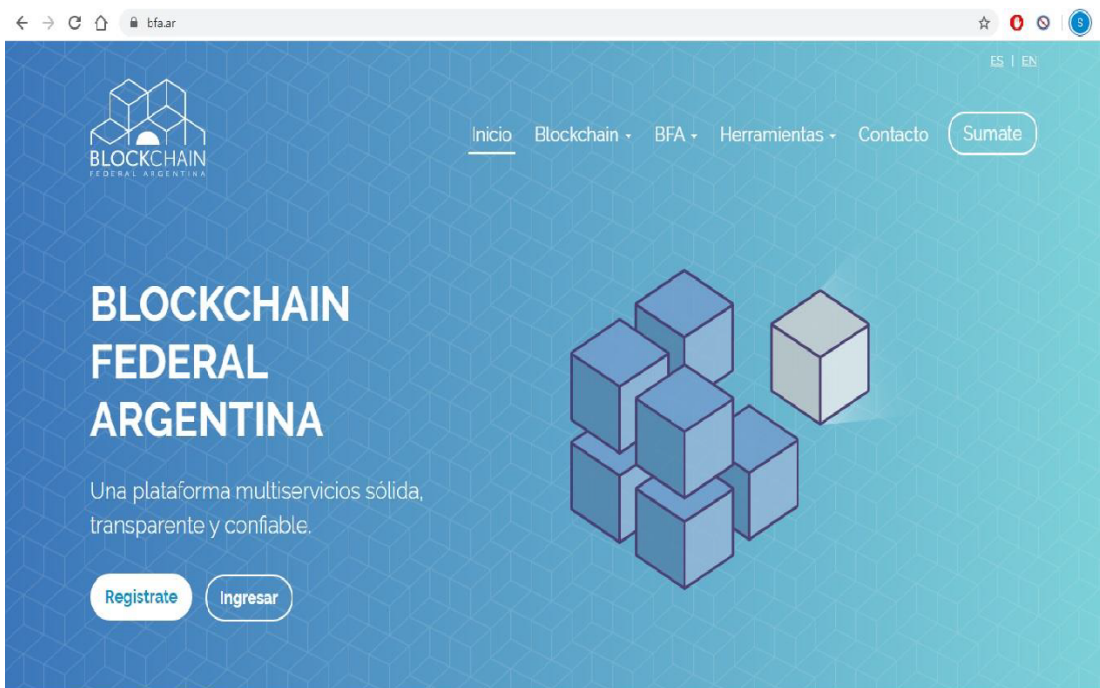 bfa.ar
S
ES | EN
BLOCKCHAIN
FEDERAL ARGENTINA
Inicio Blockchain BFA Herramientas Contacto Sumate
BLOCKCHAIN
FEDERAL
ARGENTINA
Una plataforma multiservicios sólida,
transparente y confiable.
Registrate Ingresar